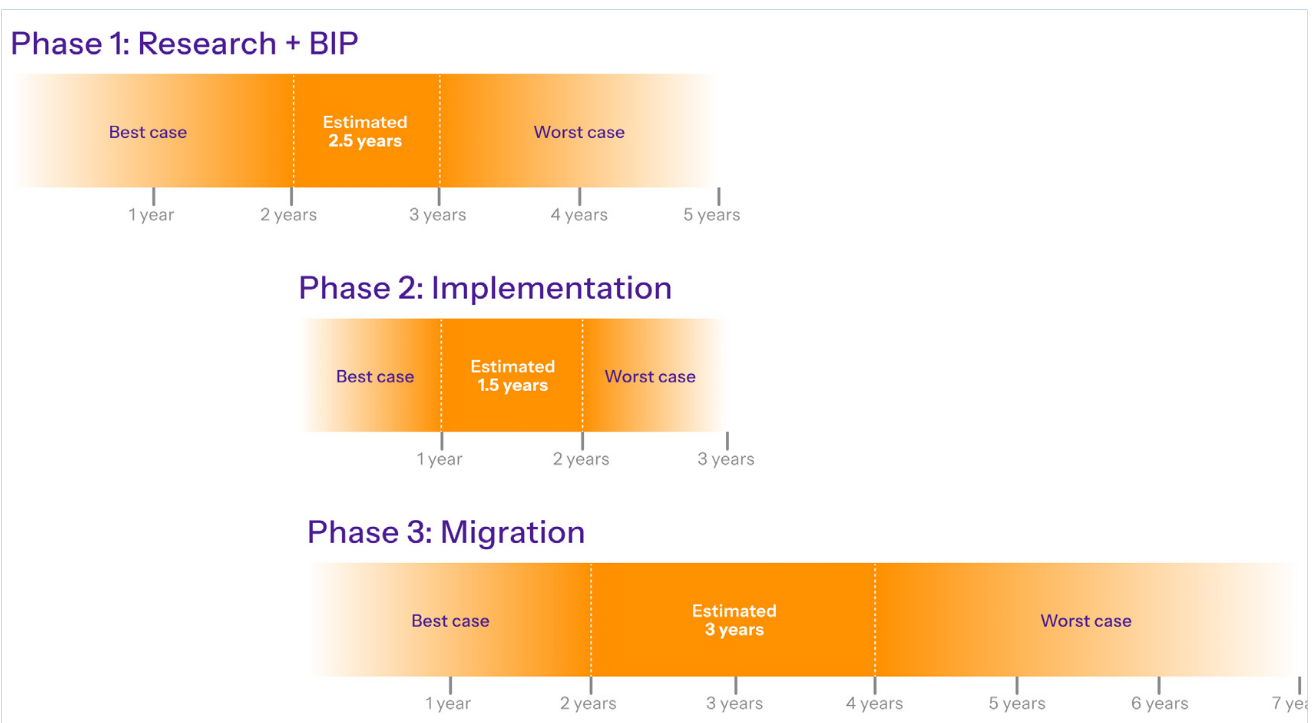 Phase 1: Research + BIP
Best case
Estimated
2.5 years
Worst case
1 year
2 years
3 years
4 years
5 years
Phase 2: Implementation
Best case
Estimated
1.5 years
Worst case
1 year
2 years
3 years
Phase 3: Migration
Best case
Estimated
3 years
Worst case
1 year
2 years
3 years
4 years
5 years
6 years
7 yea